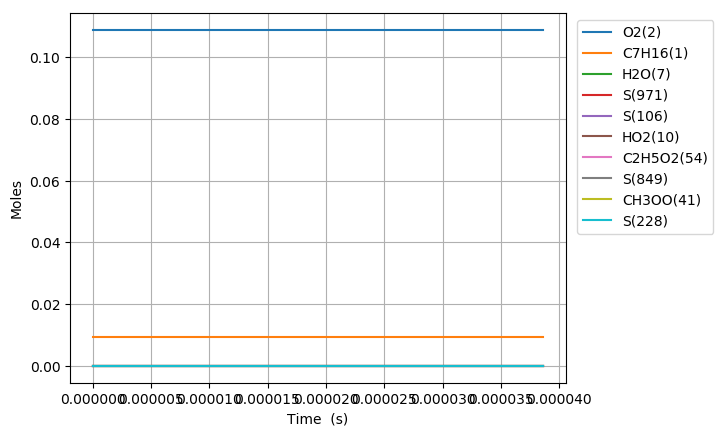 0.10
0.08
0.06
0.04
0.02
0.00
Moles
0.000000 0.000005 0.000010 0.000015 0.000020 0.000025 0.000030 0.000035 0.000040
Time (s)
O2(2)
C7H16(1)
H2O(7)
S(971)
S(106)
HO2(10)
C2H5O2(54)
S(849)
CH3OO(41)
S(228)